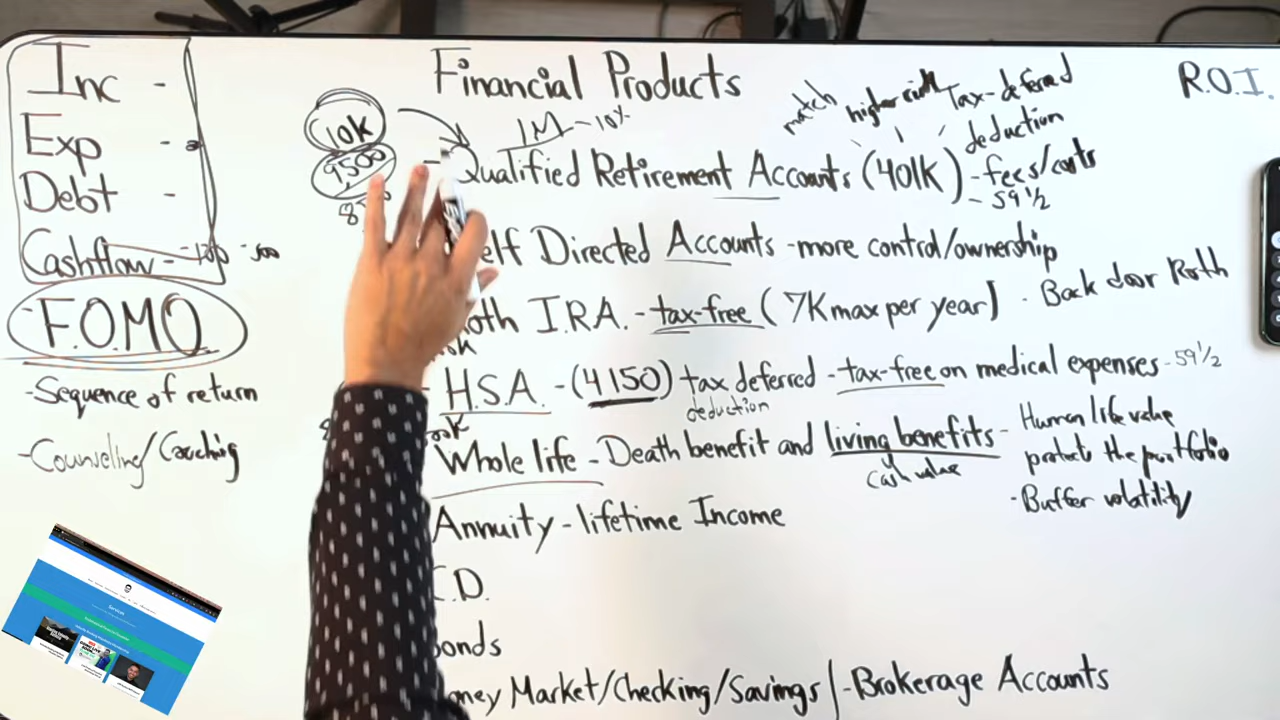 Inc -
Exp -
Debt -
Cashflow - -500
F.O.M.O
-Sequence of return
-Counseling/Coaching
Financial Products
R.O.I.
10K
9500
1M -10%
match higher risk Tax-deferred
deduction
- Qualified Retirement Accounts (401K) - fees/costs
- 59 1/2
elf Directed Accounts -more control/ownership
oth I.R.A. - tax-free ( 7K max per year) - Back door Roth
H.S.A. - (4150) tax deferred - tax-free on medical expenses - 59 1/2
deduction
Whole life - Death benefit and living benefits - Human life value
cash value
protects the portfolio
- Buffer volatility
Annuity - lifetime Income
C.D.
onds
oney Market/Checking/Savings/ - Brokerage Accounts
Services